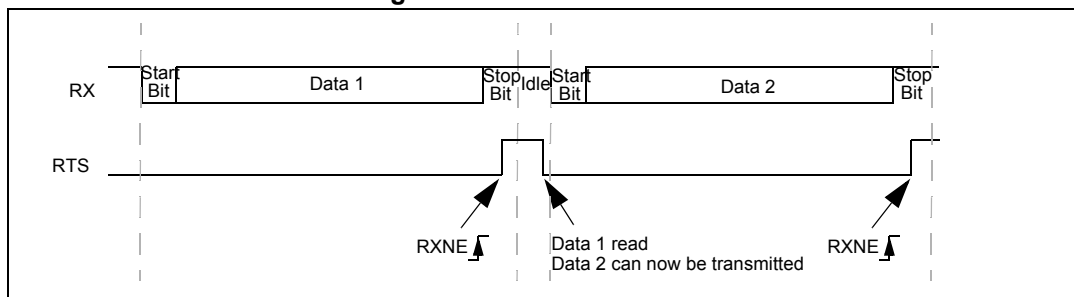 g
Start Bit
Data 1
Stop Bit
Idle
Start Bit
Data 2
Stop Bit
RX
RTS
RXNE
Data 1 read
Data 2 can now be transmitted
RXNE